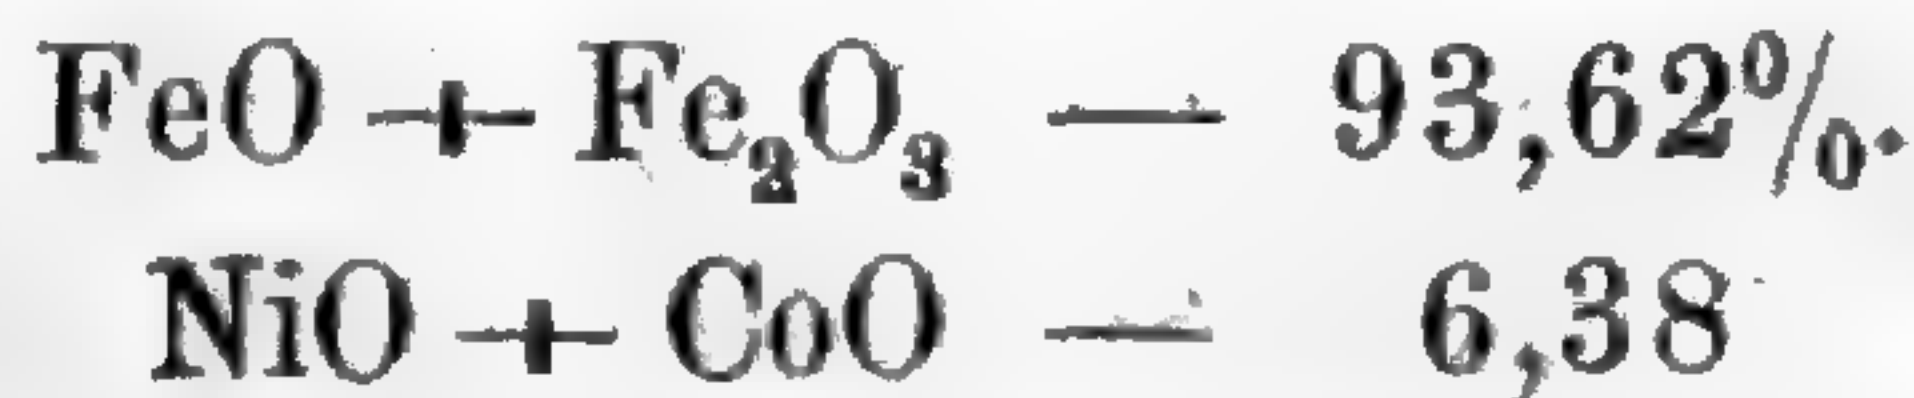 FeO + Fe₂O₃ — 93,62%.
NiO + CoO — 6,38